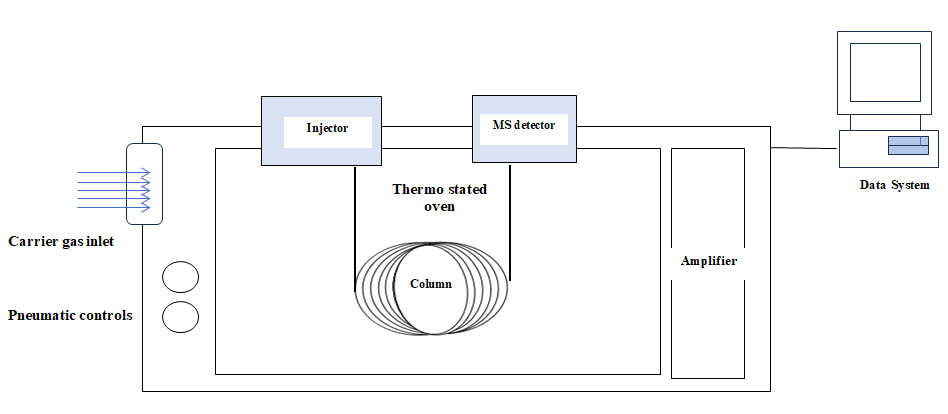 Injector
MS detector
Data System
Thermo stated
oven
Carrier gas inlet
Amplifier
Column
Pneumatic controls